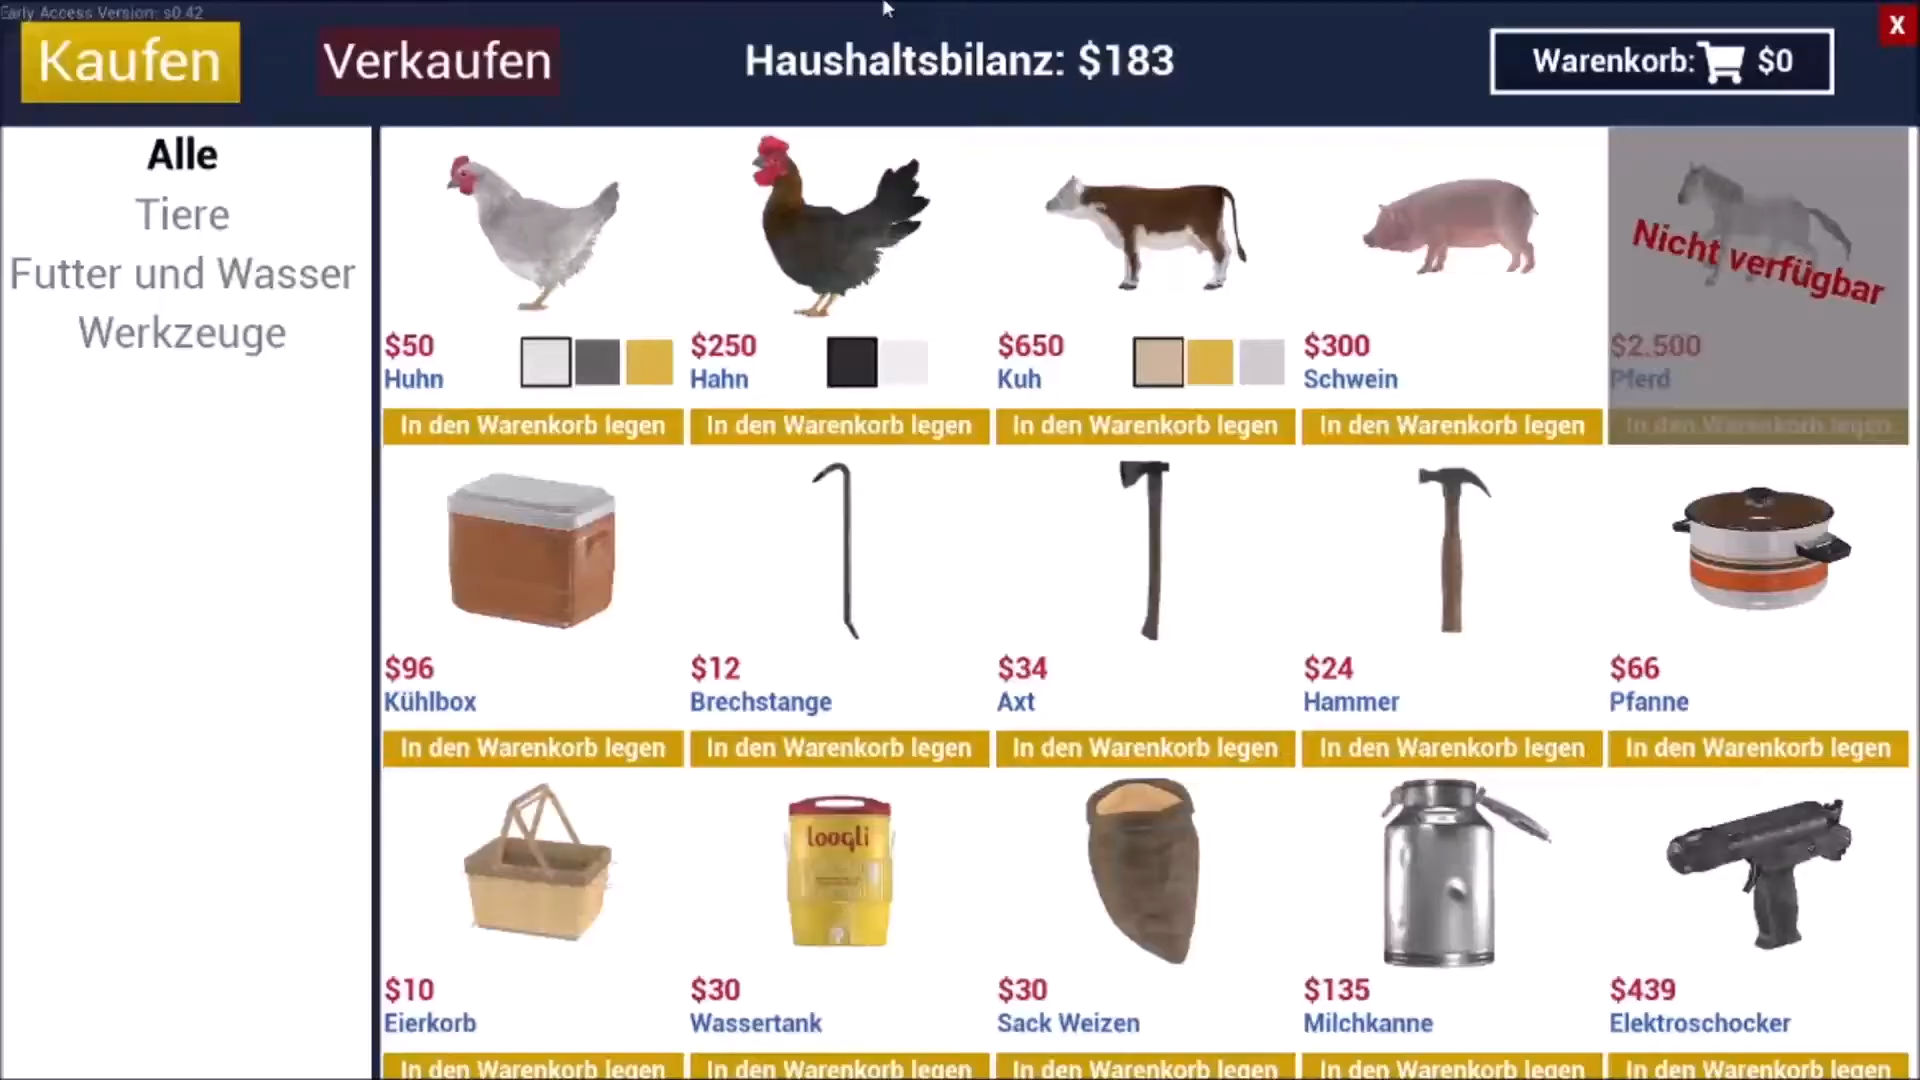 Early Access Version: s0.42
Kaufen
Verkaufen
Haushaltsbilanz: $183
Warenkorb: $0
X
Alle
Tiere
Futter und Wasser
Werkzeuge
$50
Huhn
In den Warenkorb legen
$250
Hahn
In den Warenkorb legen
$650
Kuh
In den Warenkorb legen
$300
Schwein
In den Warenkorb legen
Nicht verfügbar
$2.500
Pferd
In den Warenkorb legen
$96
Kühlbox
In den Warenkorb legen
$12
Brechstange
In den Warenkorb legen
$34
Axt
In den Warenkorb legen
$24
Hammer
In den Warenkorb legen
$66
Pfanne
In den Warenkorb legen
$10
Eierkorb
In den Warenkorb legen
loogli
$30
Wassertank
In den Warenkorb legen
$30
Sack Weizen
In den Warenkorb legen
$135
Milchkanne
In den Warenkorb legen
$439
Elektroschocker
In den Warenkorb legen